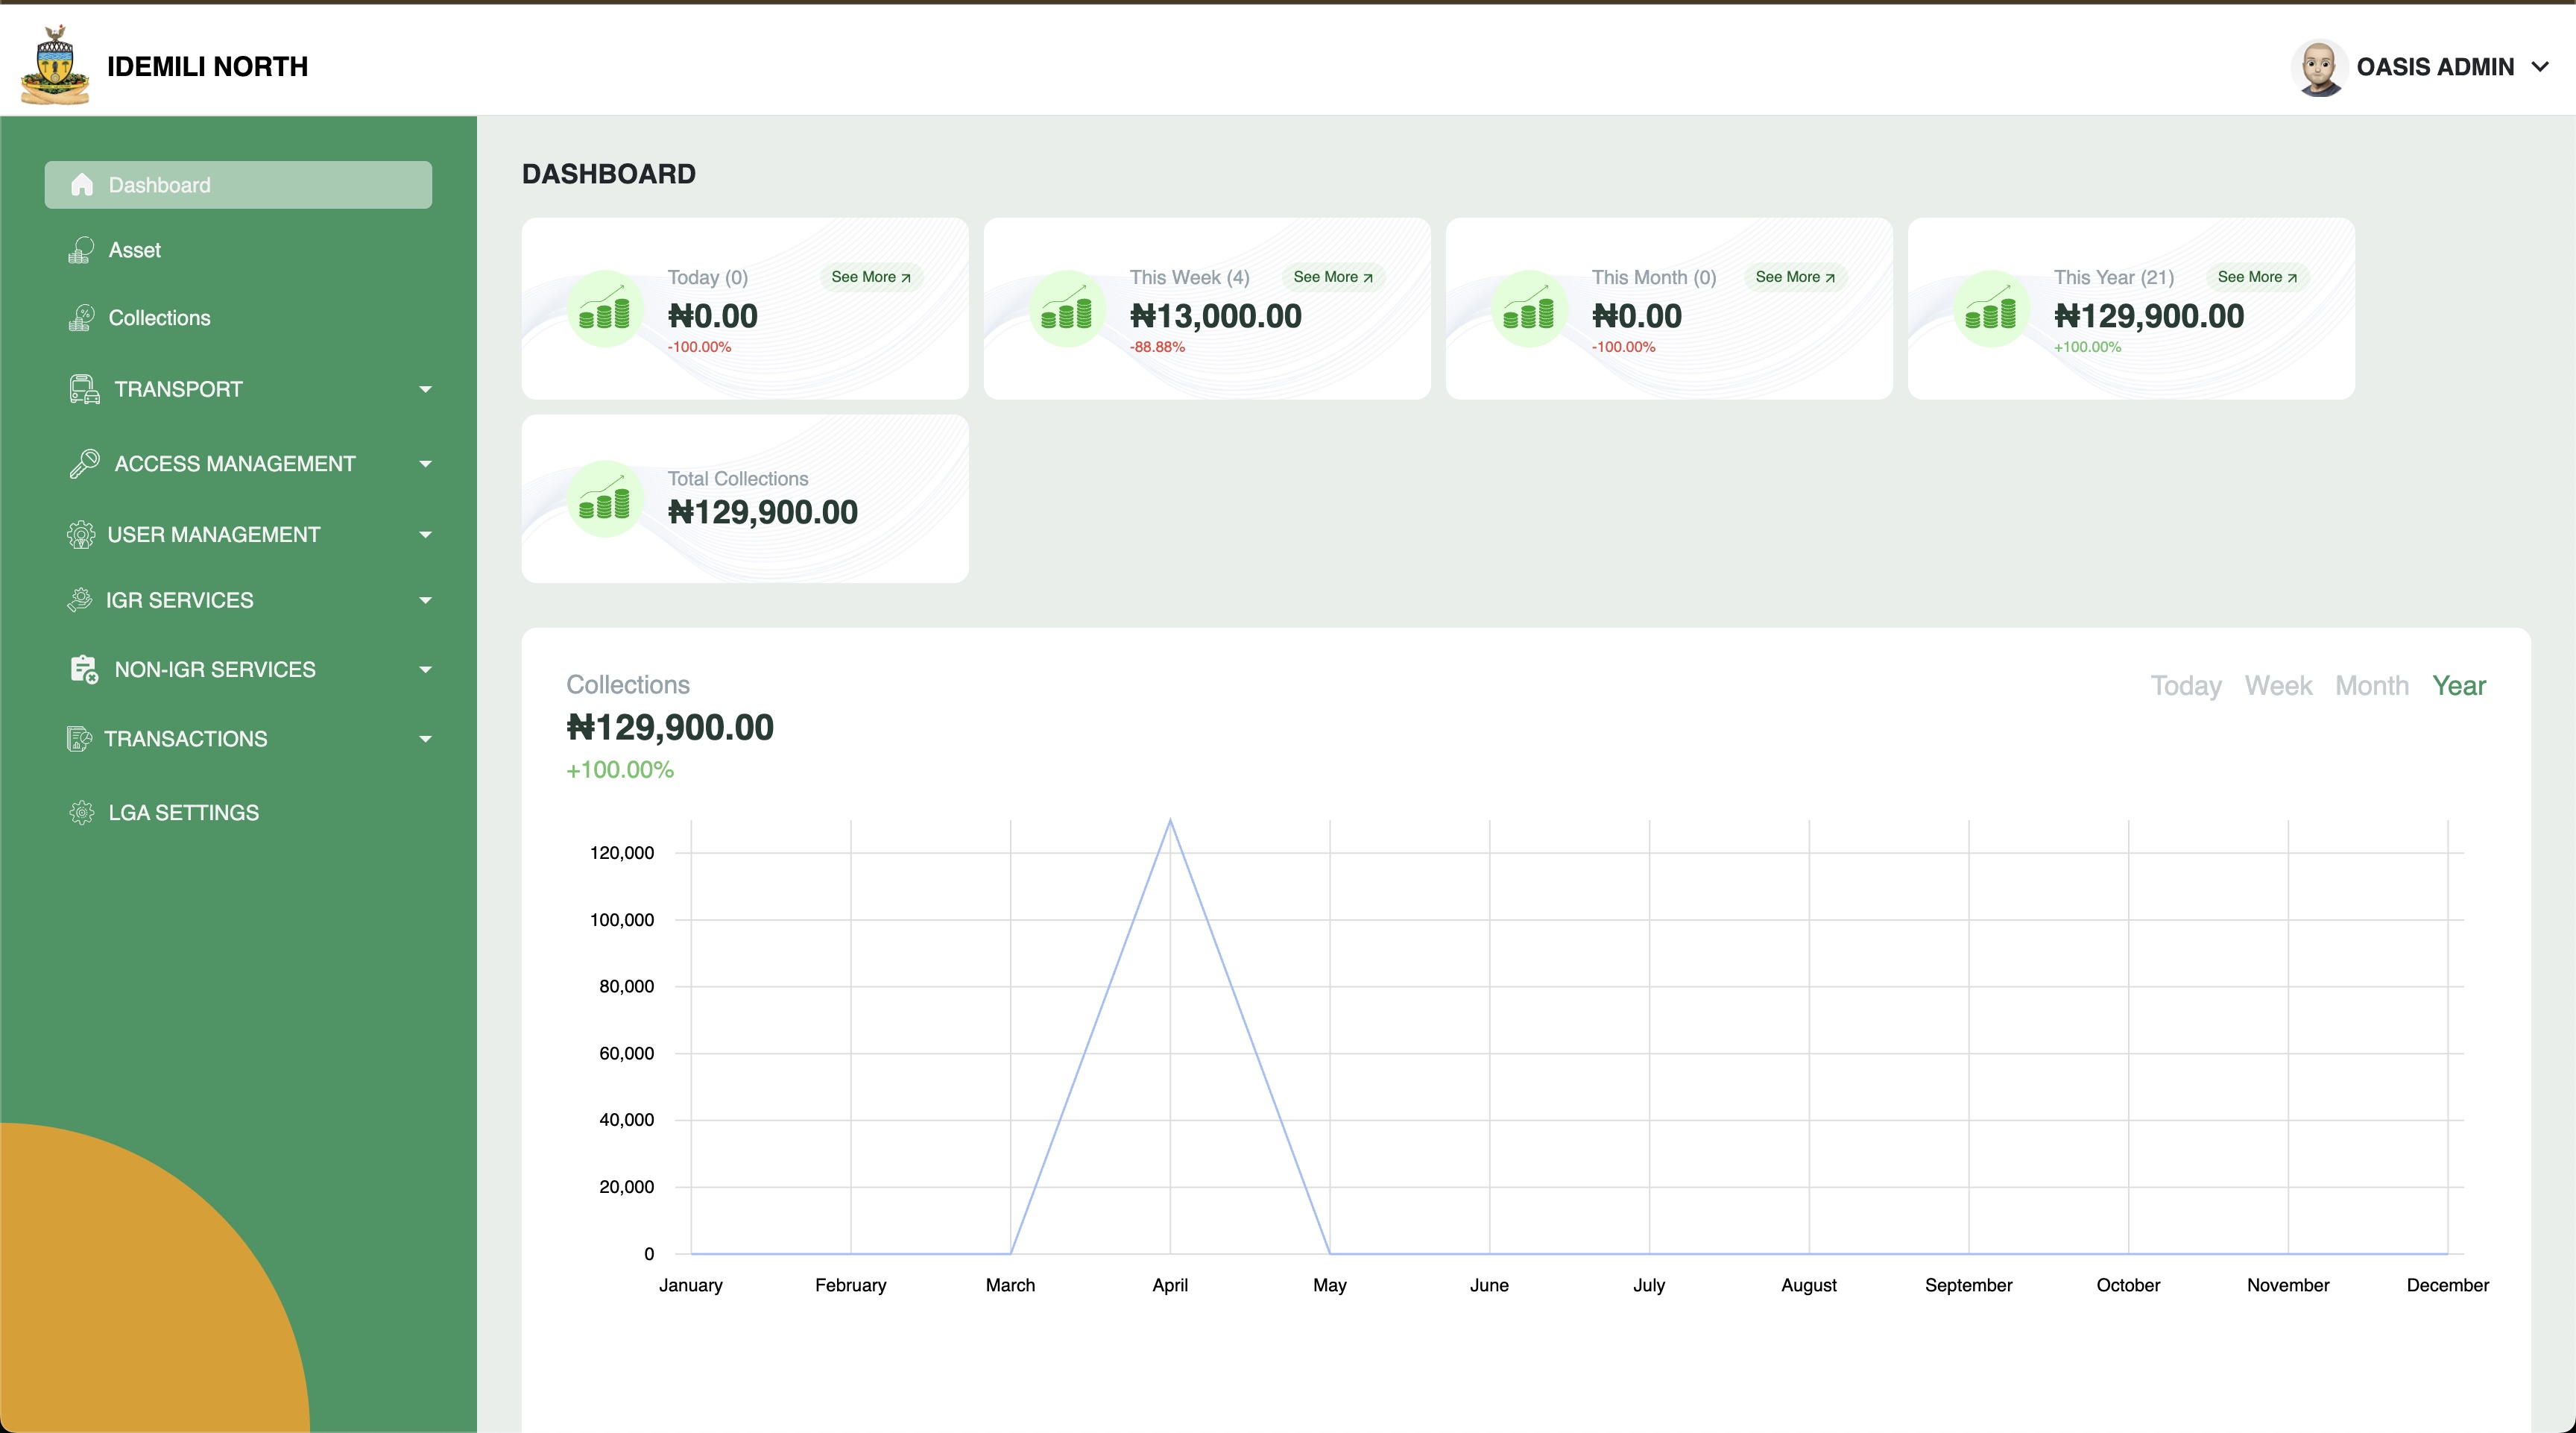 IDEMILI NORTH
OASIS ADMIN
Dashboard
Asset
Collections
TRANSPORT
ACCESS MANAGEMENT
USER MANAGEMENT
IGR SERVICES
NON-IGR SERVICES
TRANSACTIONS
LGA SETTINGS
DASHBOARD
Today (0)
See More
₦0.00
-100.00%
This Week (4)
See More
₦13,000.00
-88.88%
This Month (0)
See More
₦0.00
-100.00%
This Year (21)
See More
₦129,900.00
+100.00%
Total Collections
₦129,900.00
Collections
₦129,900.00
+100.00%
Today Week Month Year
120,000
100,000
80,000
60,000
40,000
20,000
0
January February March April May June July August September October November December